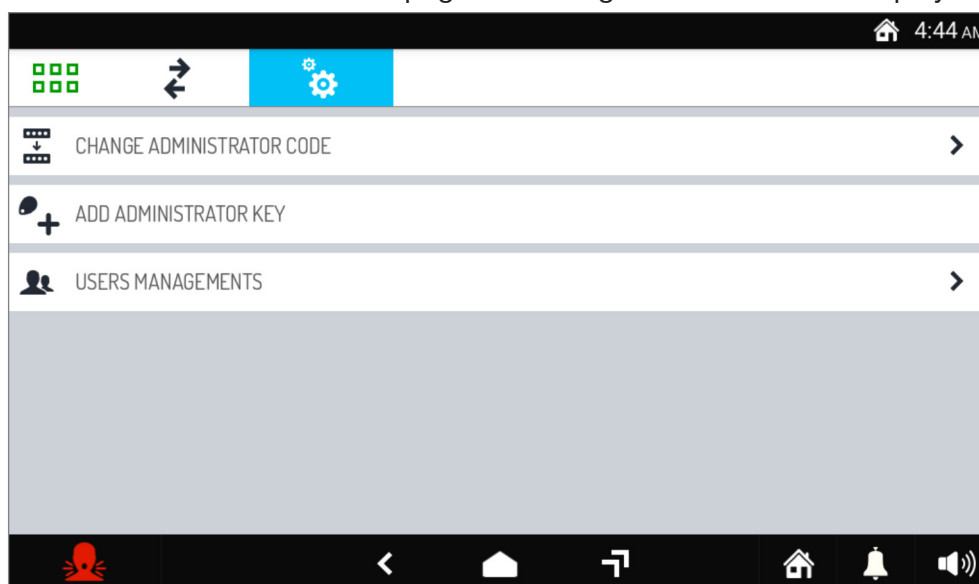 4:44 AM
CHANGE ADMINISTRATOR CODE
ADD ADMINISTRATOR KEY
USERS MANAGEMENTS